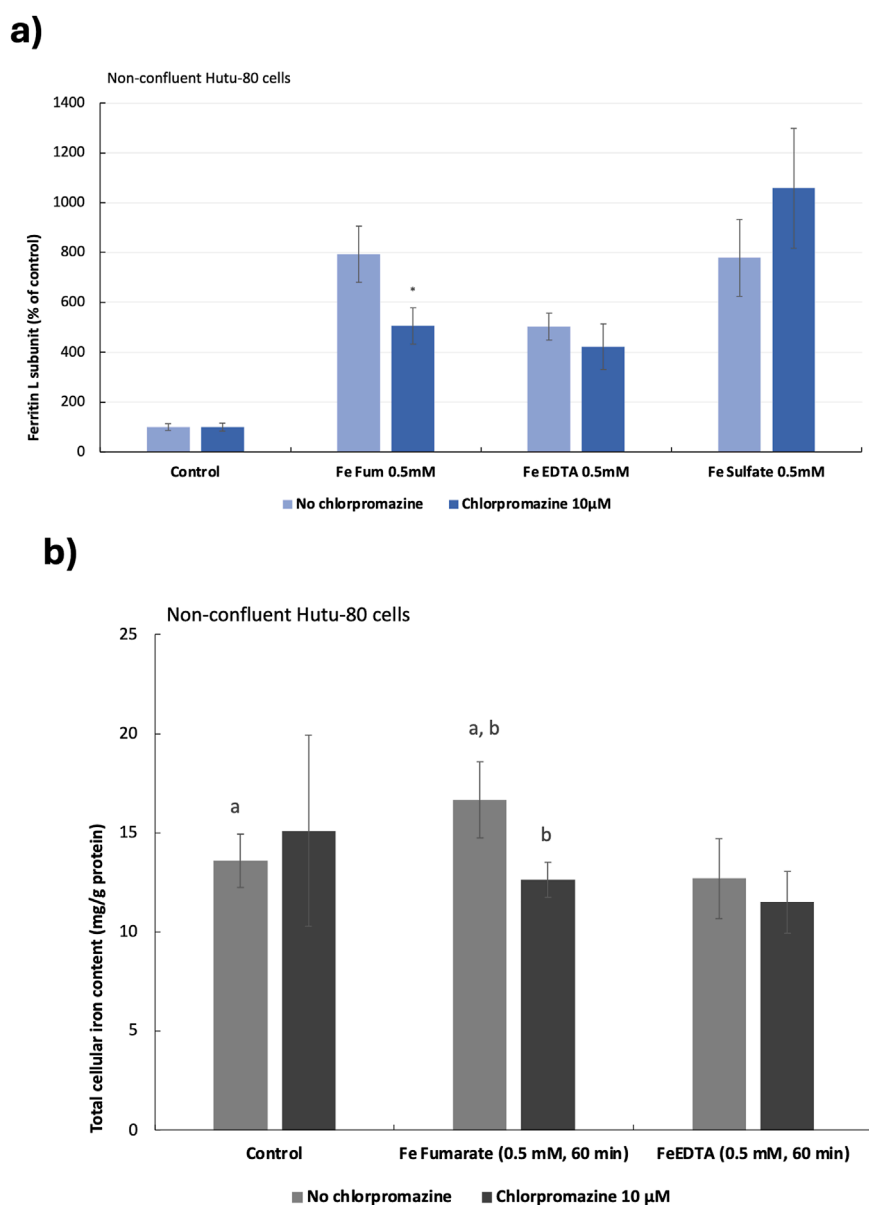 a)
Non-confluent Hutu-80 cells
Ferritin L subunit (% of control)
1400
1200
1000
800
600
400
200
0
*
Control
Fe Fum 0.5mM
Fe EDTA 0.5mM
Fe Sulfate 0.5mM
No chlorpromazine
Chlorpromazine 10µM
b)
Non-confluent Hutu-80 cells
Total cellular iron content (mg/g protein)
25
20
15
10
5
0
a
a, b
b
Control
Fe Fumarate (0.5 mM, 60 min)
FeEDTA (0.5 mM, 60 min)
No chlorpromazine
Chlorpromazine 10 µM